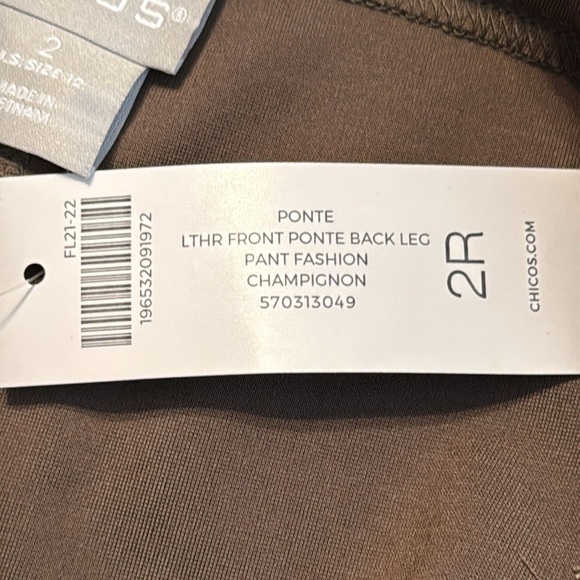 OS®
2
U.S. SIZE 12
MADE IN
VIETNAM
FL21-22
196532091972
PONTE
LTHR FRONT PONTE BACK LEG
PANT FASHION
CHAMPIGNON
570313049
2R
CHICOS.COM